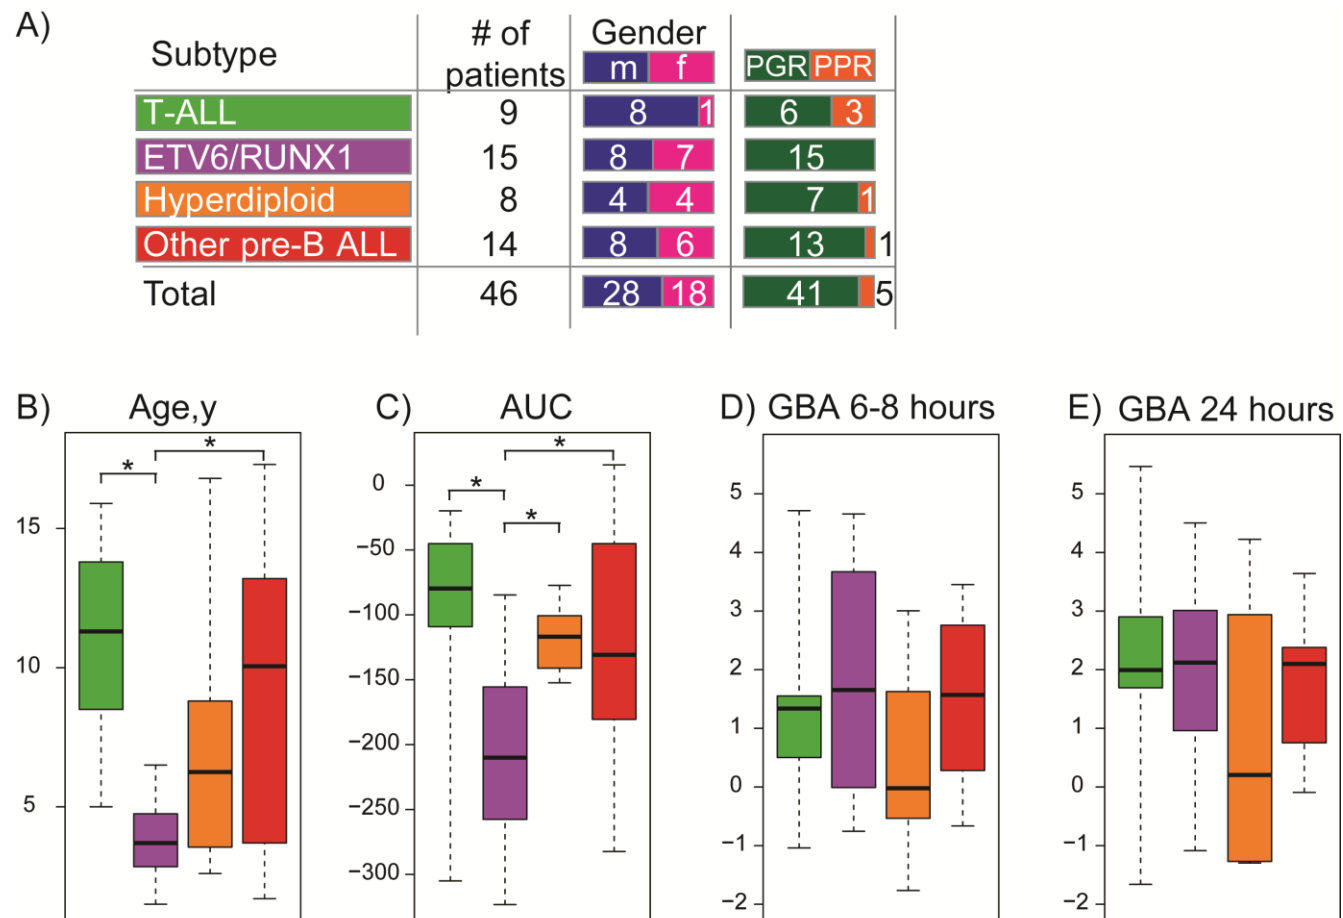 A)
Subtype # of patients Gender
m f PGR PPR
T-ALL 9 8 1 6 3
ETV6/RUNX1 15 8 7 15
Hyperdiploid 8 4 4 7 1
Other pre-B ALL 14 8 6 13 1
Total 46 28 18 41 5
B) Age,y
* *
15
10
5
C) AUC
* * *
0
−50
−100
−150
−200
−250
−300
D) GBA 6-8 hours
5
4
3
2
1
0
−1
−2
E) GBA 24 hours
5
4
3
2
1
0
−1
−2